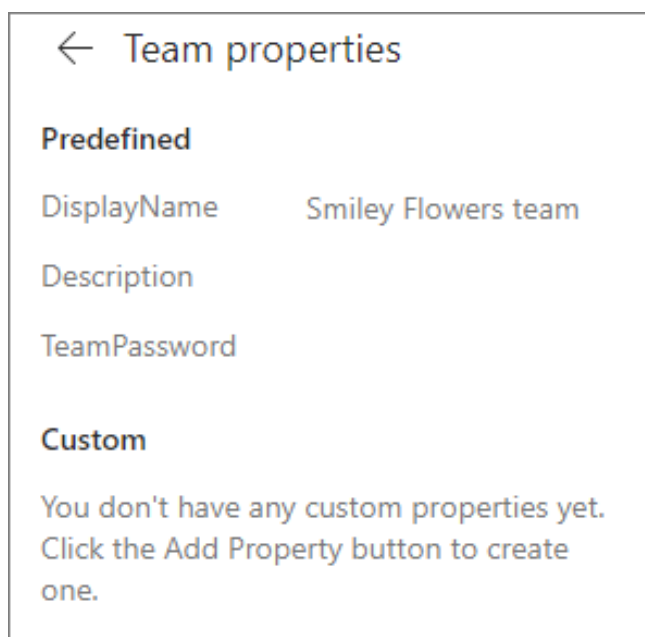 Team properties
Predefined
DisplayName Smiley Flowers team
Description
TeamPassword
Custom
You don't have any custom properties yet.
Click the Add Property button to create
one.